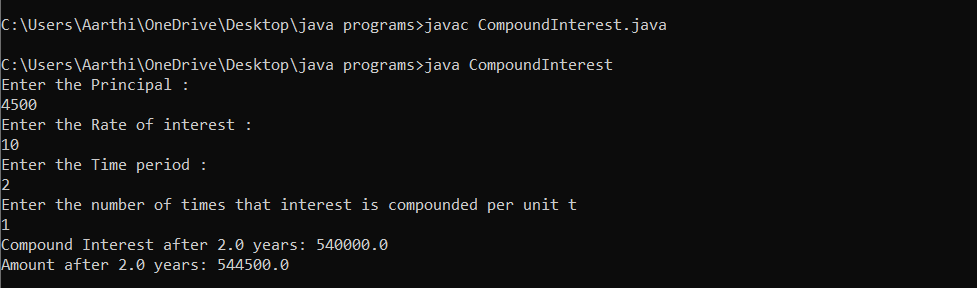 C:\Users\Aarthi\OneDrive\Desktop\java programs>javac CompoundInterest.java
C:\Users\Aarthi\OneDrive\Desktop\java programs>java CompoundInterest
Enter the Principal :
4500
Enter the Rate of interest :
10
Enter the Time period :
2
Enter the number of times that interest is compounded per unit t
1
Compound Interest after 2.0 years: 540000.0
Amount after 2.0 years: 544500.0